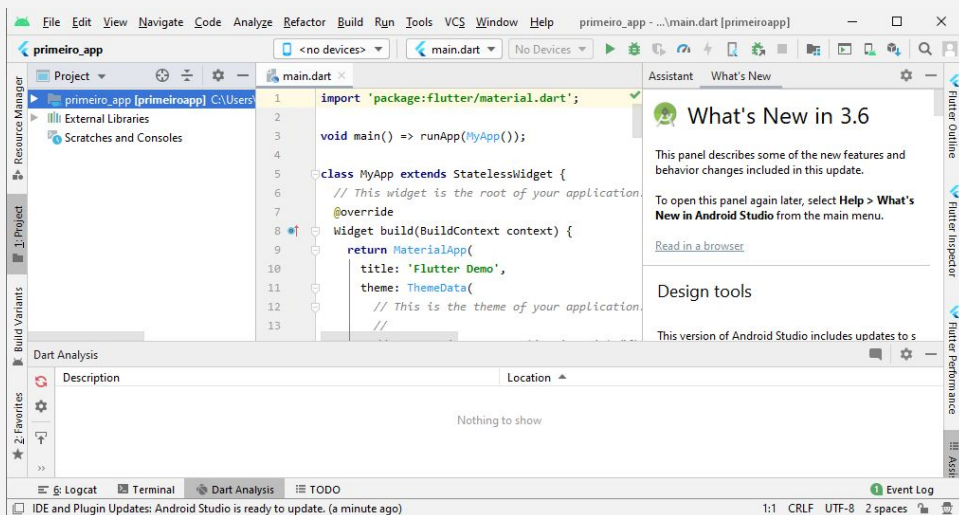 File Edit View Navigate Code Analyze Refactor Build Run Tools VCS Window Help primeiro_app - ...\main.dart [primeiroapp]
primeiro_app
<no devices>
main.dart
No Devices
Project
main.dart
Assistant
What's New
Resource Manager
1: Project
Build Variants
2: Favorites
primeiro_app [primeiroapp] C:\Users\
External Libraries
Scratches and Consoles
1 import 'package:flutter/material.dart';
2
3 void main() => runApp(MyApp());
4
5 class MyApp extends StatelessWidget {
6 // This widget is the root of your application.
7 @override
8 Widget build(BuildContext context) {
9 return MaterialApp(
10 title: 'Flutter Demo',
11 theme: ThemeData(
12 // This is the theme of your application.
13 //
What's New in 3.6
This panel describes some of the new features and
behavior changes included in this update.
To open this panel again later, select Help > What's
New in Android Studio from the main menu.
Read in a browser
Design tools
This version of Android Studio includes updates to s
Flutter Outline
Flutter Inspector
Flutter Performance
Assi
Dart Analysis
Description
Location
Nothing to show
6: Logcat
Terminal
Dart Analysis
TODO
1 Event Log
IDE and Plugin Updates: Android Studio is ready to update. (a minute ago)
1:1 CRLF UTF-8 2 spaces